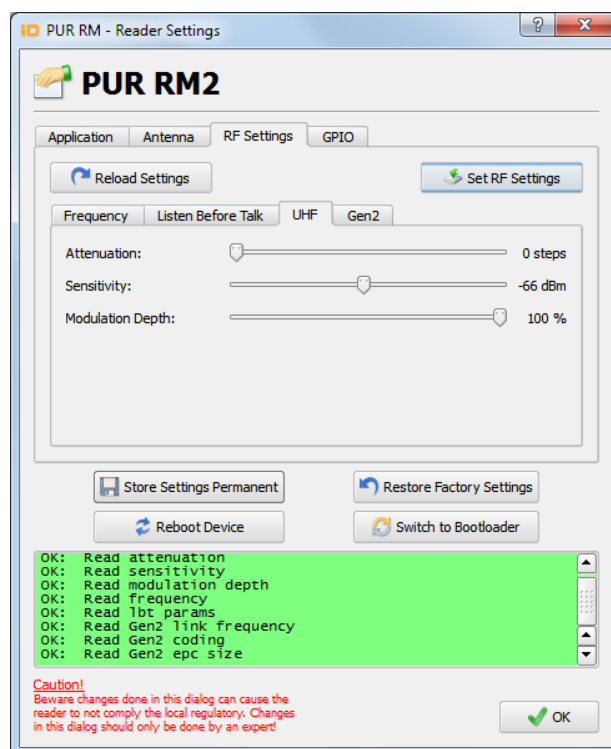 iD PUR RM - Reader Settings
PUR RM2
Application Antenna RF Settings GPIO
Reload Settings Set RF Settings
Frequency Listen Before Talk UHF Gen2
Attenuation: 0 steps
Sensitivity: -66 dBm
Modulation Depth: 100 %
Store Settings Permanent Restore Factory Settings
Reboot Device Switch to Bootloader
OK: Read attenuation
OK: Read sensitivity
OK: Read modulation depth
OK: Read frequency
OK: Read lbt params
OK: Read Gen2 link frequency
OK: Read Gen2 coding
OK: Read Gen2 epc size
Caution!
Beware changes done in this dialog can cause the
reader to not comply the local regulatory. Changes
in this dialog should only be done by an expert!
OK